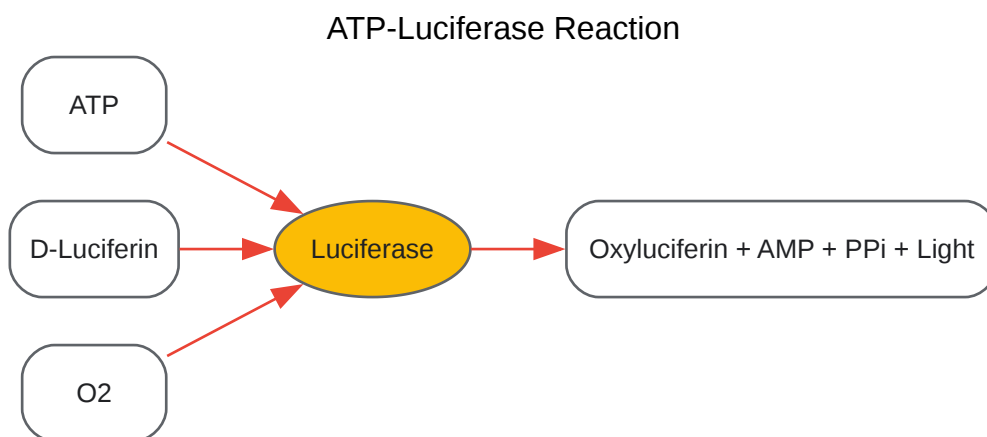 ATP-Luciferase Reaction
ATP
D-Luciferin
Luciferase
Oxyluciferin + AMP + PPi + Light
O2